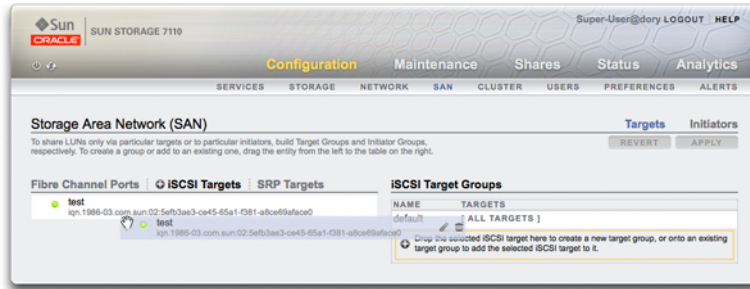 Sun
ORACLE
SUN STORAGE 7110
Super-User@dory LOGOUT HELP
Configuration Maintenance Shares Status Analytics
SERVICES STORAGE NETWORK SAN CLUSTER USERS PREFERENCES ALERTS
Storage Area Network (SAN)
Targets Initiators
To share LUNs only via particular targets or to particular initiators, build Target Groups and Initiator Groups,
respectively. To create a group or add to an existing one, drag the entity from the left to the table on the right.
REVERT APPLY
Fibre Channel Ports iSCSI Targets SRP Targets
iSCSI Target Groups
test
iqn.1986-03.com.sun:02:5efb3ae3-ce45-65a1-f381-a8ce69aface0
NAME TARGETS
default [ ALL TARGETS ]
test
iqn.1986-03.com.sun:02:5efb3ae3-ce45-65a1-f381-a8ce69aface0
Drop the selected iSCSI target here to create a new target group, or onto an existing
target group to add the selected iSCSI target to it.